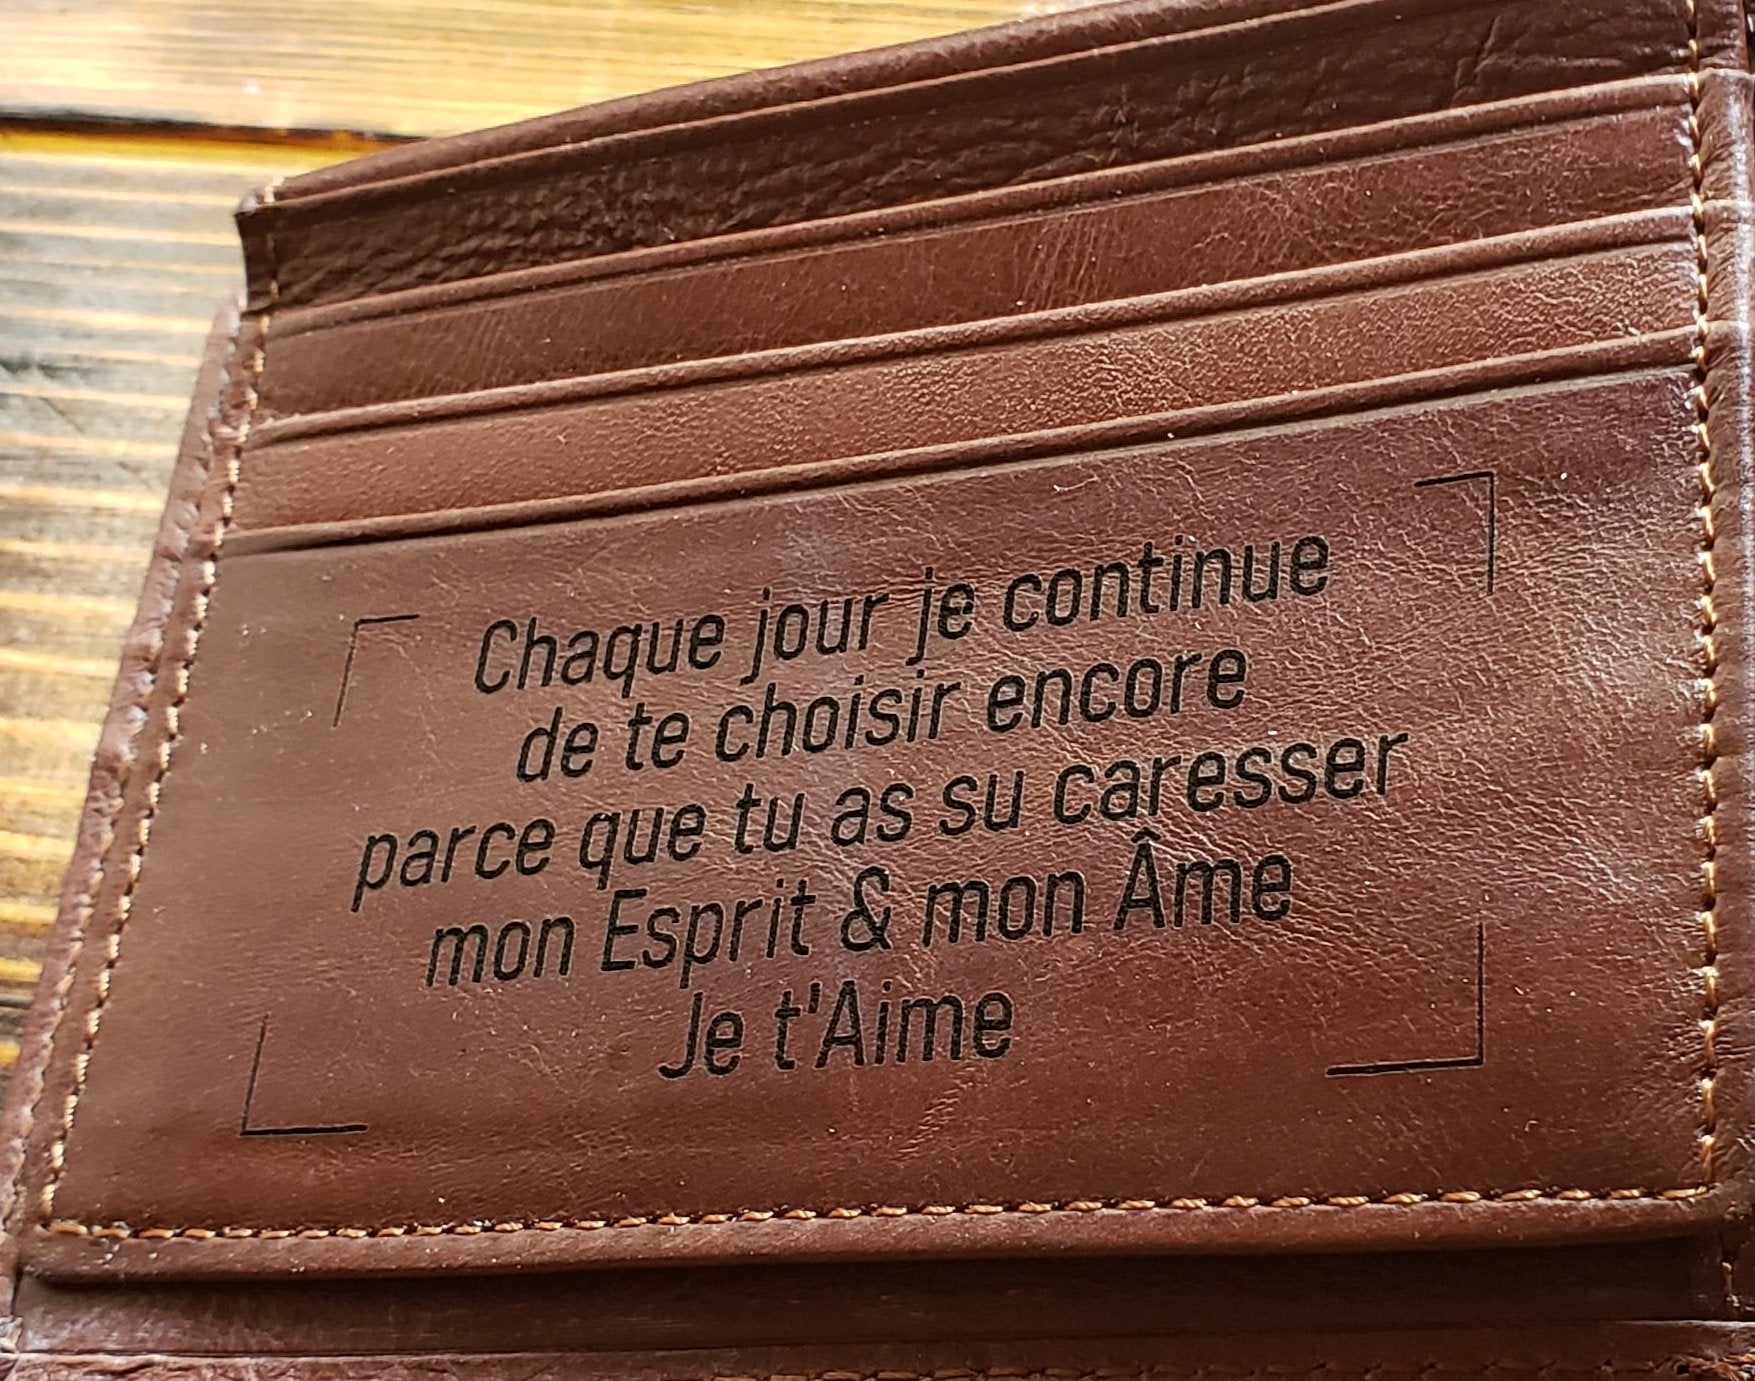 Chaque jour je continue
de te choisir encore
parce que tu as su caresser
mon Esprit & mon Âme
Je t'Aime